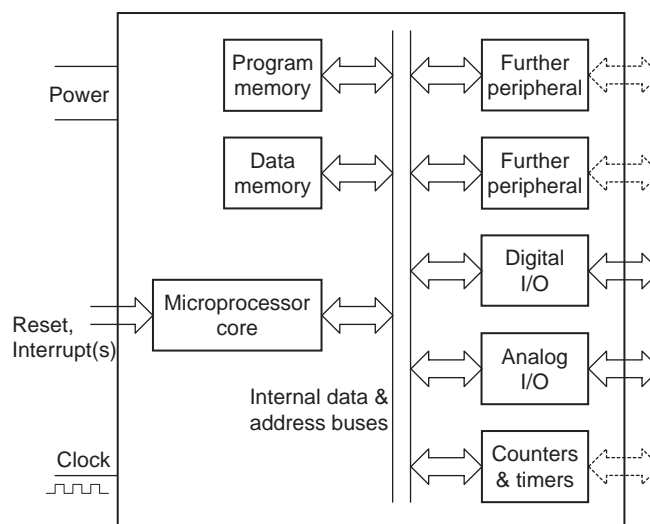 Power
Program
memory
Data
memory
Reset,
Interrupt(s)
Microprocessor
core
Internal data &
address buses
Clock
Further
peripheral
Further
peripheral
Digital
I/O
Analog
I/O
Counters
& timers